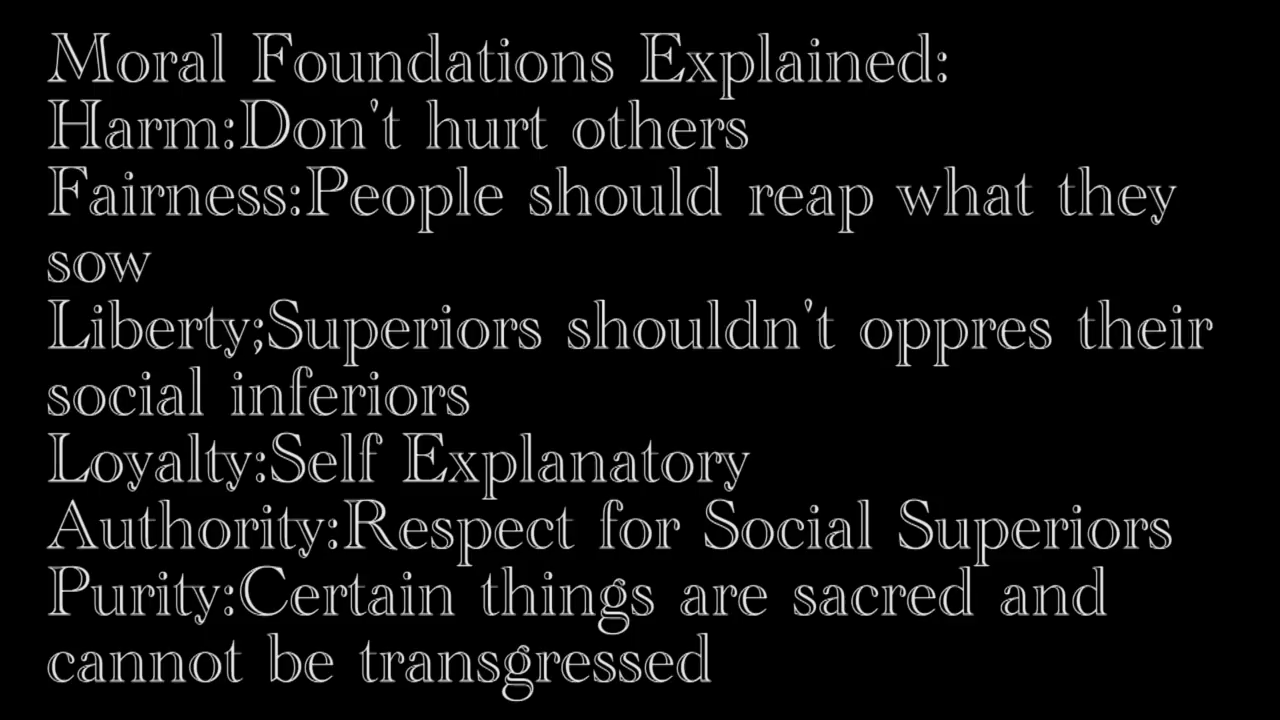 Moral Foundations Explained:
Harm:Don't hurt others
Fairness:People should reap what they
sow
Liberty;Superiors shouldn't oppres their
social inferiors
Loyalty:Self Explanatory
Authority:Respect for Social Superiors
Purity:Certain things are sacred and
cannot be transgressed